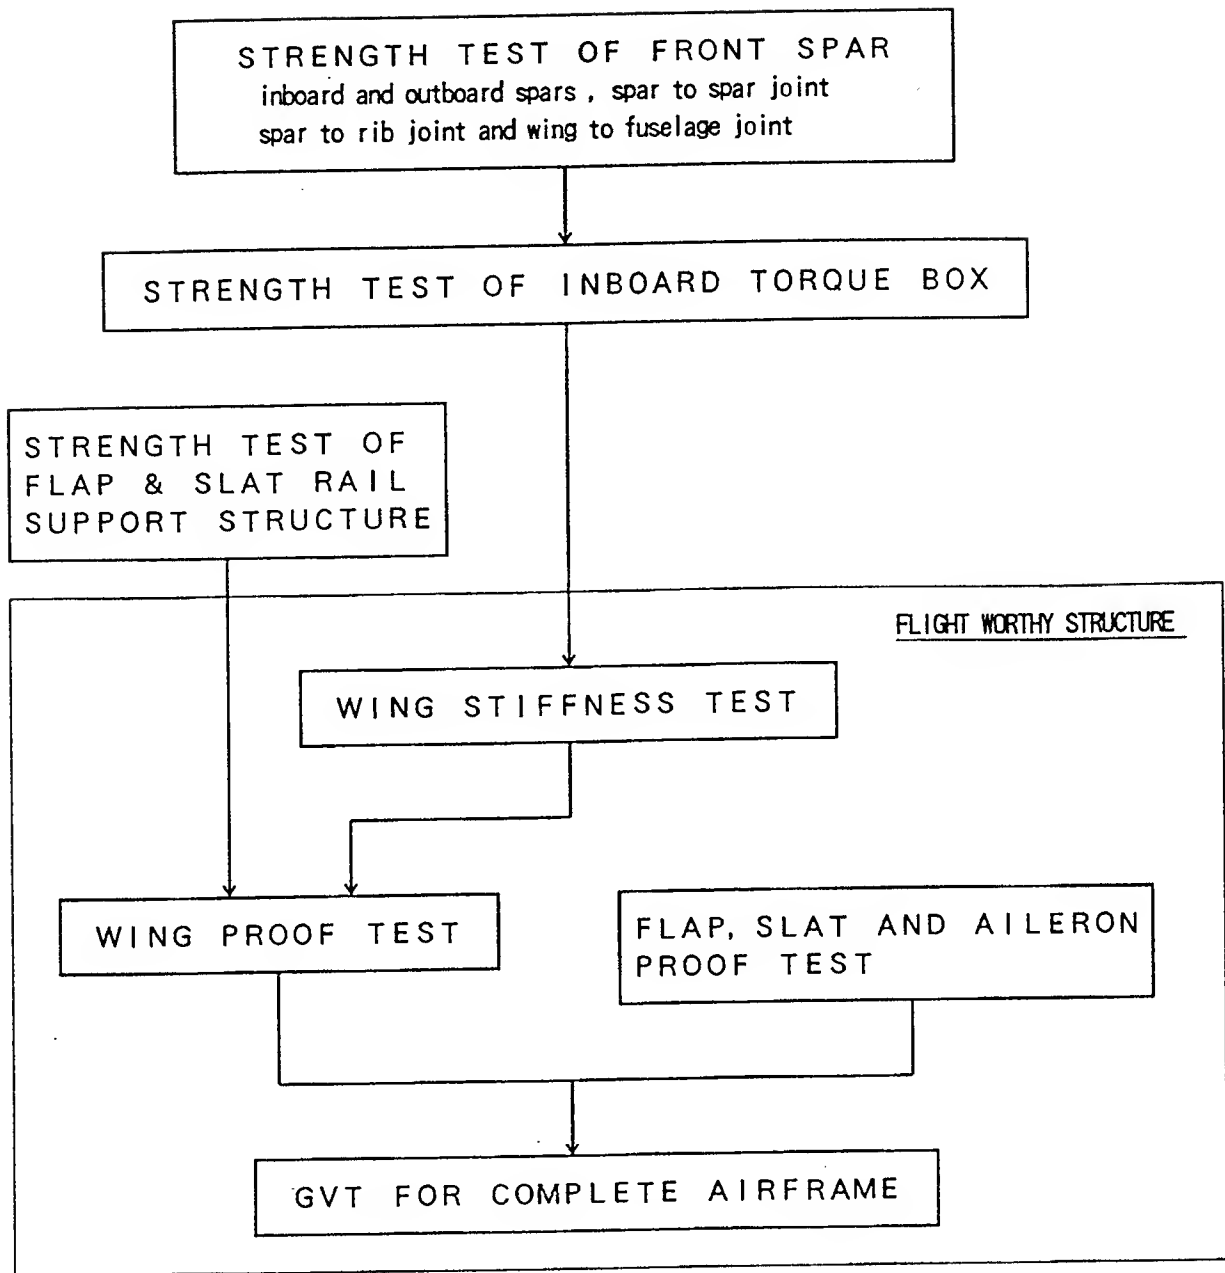 STRENGTH TEST OF FRONT SPAR
inboard and outboard spars , spar to spar joint
spar to rib joint and wing to fuselage joint
STRENGTH TEST OF INBOARD TORQUE BOX
STRENGTH TEST OF
FLAP & SLAT RAIL
SUPPORT STRUCTURE
FLIGHT WORTHY STRUCTURE
WING STIFFNESS TEST
WING PROOF TEST
FLAP, SLAT AND AILERON
PROOF TEST
GVT FOR COMPLETE AIRFRAME